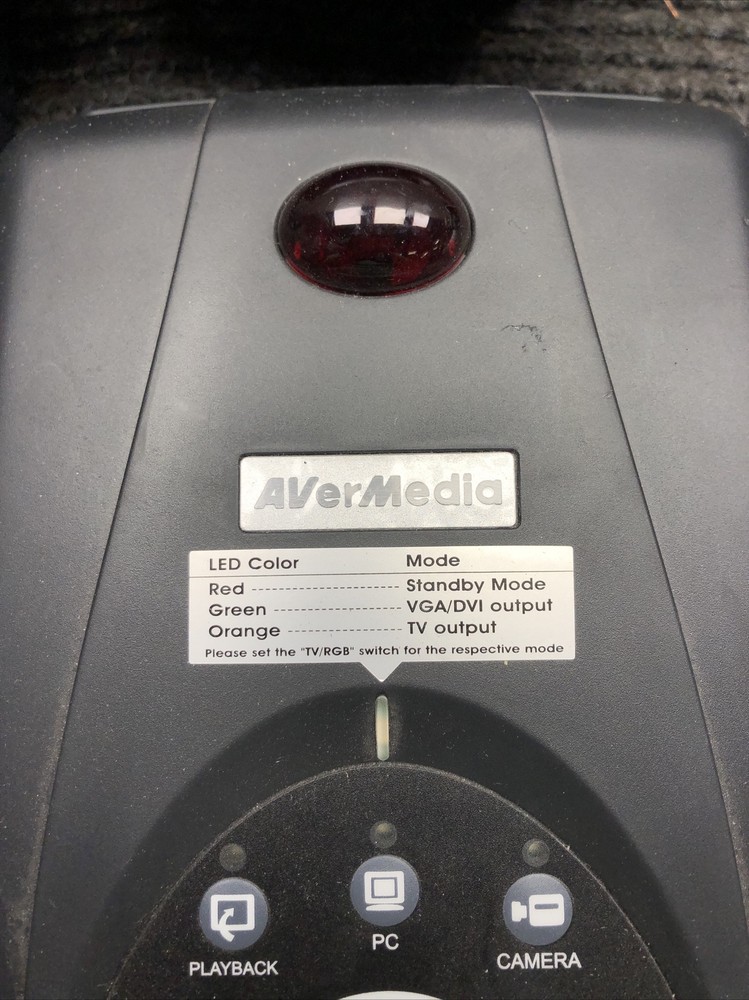 AVerMedia
LED Color Mode
Red ---------------------- Standby Mode
Green ------------------- VGA/DVI output
Orange ----------------- TV output
Please set the "TV/RGB" switch for the respective mode
PLAYBACK PC CAMERA